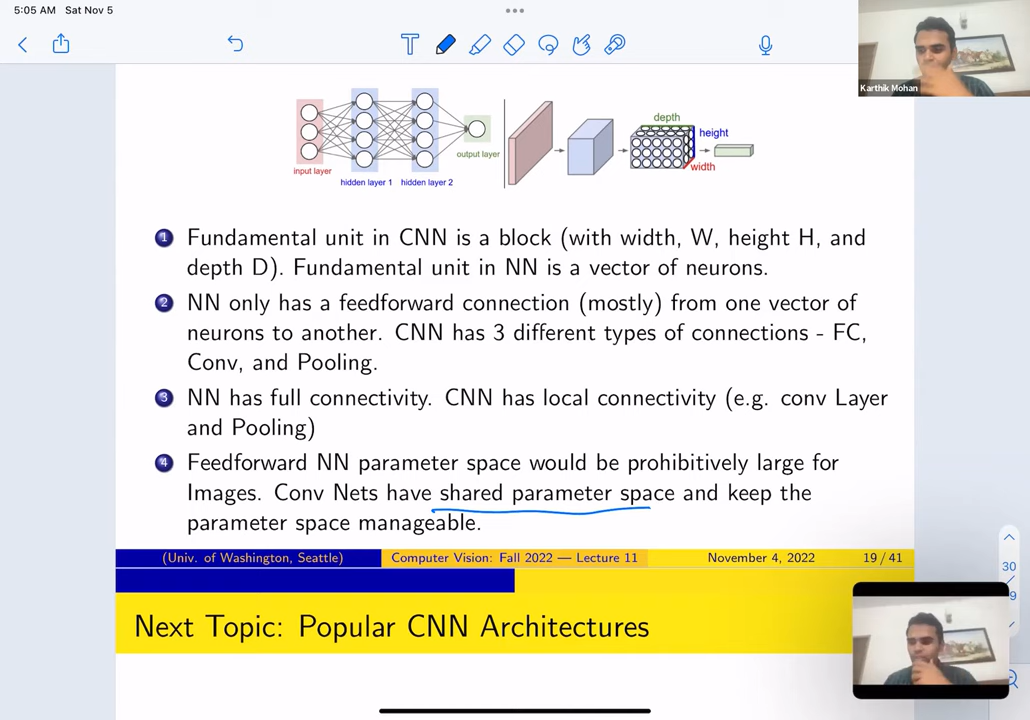 5:05 AM Sat Nov 5
T
Karthik Mohan
depth
height
width
output layer
input layer
hidden layer 1 hidden layer 2
1 Fundamental unit in CNN is a block (with width, W, height H, and
depth D). Fundamental unit in NN is a vector of neurons.
2 NN only has a feedforward connection (mostly) from one vector of
neurons to another. CNN has 3 different types of connections - FC,
Conv, and Pooling.
3 NN has full connectivity. CNN has local connectivity (e.g. conv Layer
and Pooling)
4 Feedforward NN parameter space would be prohibitively large for
Images. Conv Nets have shared parameter space and keep the
parameter space manageable.
(Univ. of Washington, Seattle) Computer Vision: Fall 2022 — Lecture 11 November 4, 2022 19 / 41
30
/
9
Next Topic: Popular CNN Architectures